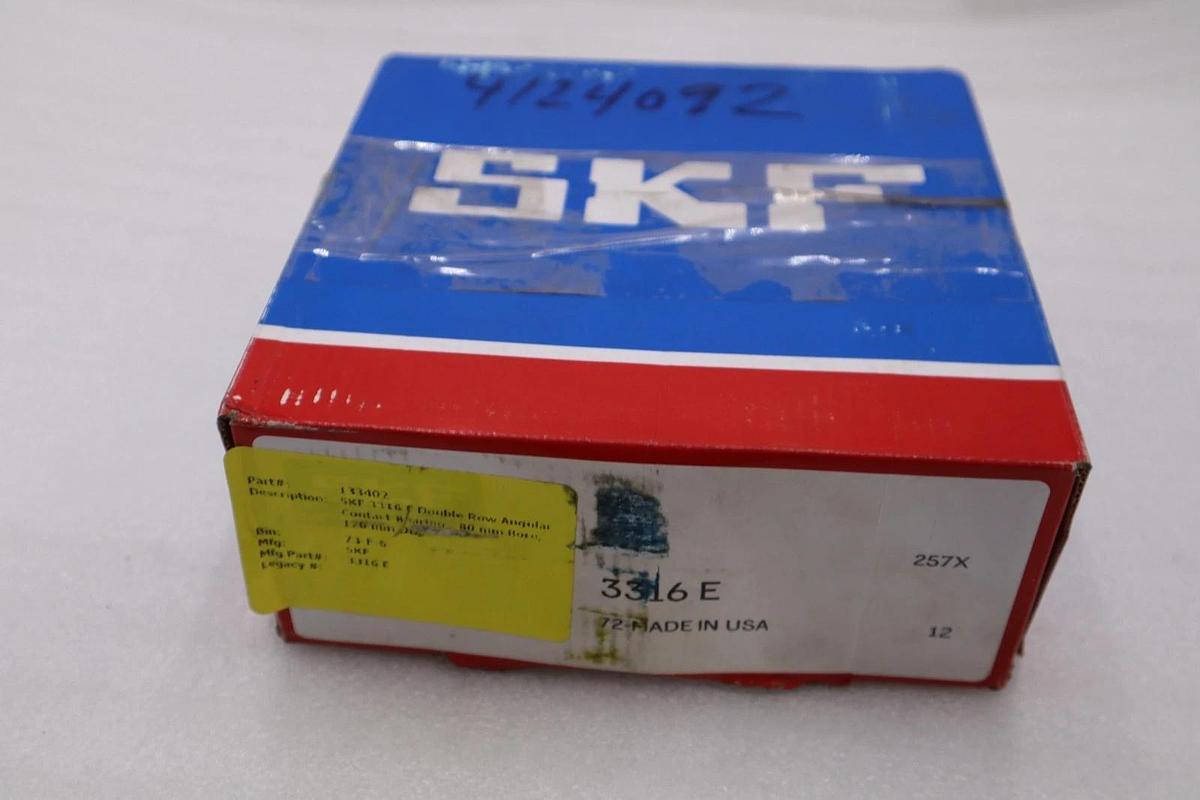 4124092
SKF
Part#: 133402
Description: SKF 3316 E Double Row Angular
Contact Bearing 80 mm Bore,
Bin:
Mfg: SKF
Mfg Part#: 3316 E
Legacy #:
3316 E
72-MADE IN USA
257X
12